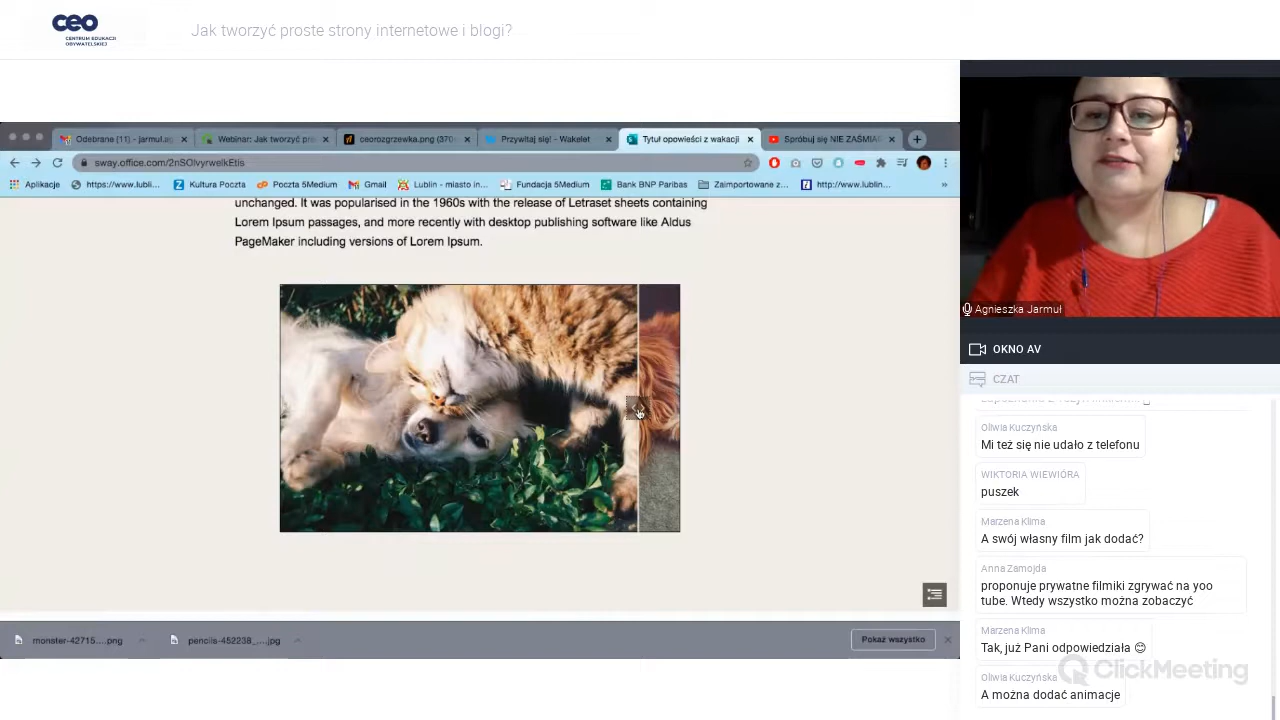 ceo
CENTRUM EDUKACJI
OBYWATELSKIEJ
Jak tworzyć proste strony internetowe i blogi?
Odebrane (11) - jarmul.ag
Webinar: Jak tworzyć pro
ceorozgrzewka.png (370×
Przywitaj się! - Wakelet
Tytuł opowieści z wakacji
Spróbuj się NIE ZAŚMIAĆ
sway.office.com/2nSOlvyrwelkEtis
Aplikacje
https://www.lubli...
Kultura Poczta
Poczta 5Medium
Gmail
Lublin - miasto in...
Fundacja 5Medium
Bank BNP Paribas
Zaimportowane z...
http://www.lublin...
»
unchanged. It was popularised in the 1960s with the release of Letraset sheets containing
Lorem Ipsum passages, and more recently with desktop publishing software like Aldus
PageMaker including versions of Lorem Ipsum.
monster-42715....png
pencils-452238_....jpg
Pokaż wszystko
Agnieszka Jarmuł
OKNO AV
CZAT
Oliwia Kuczyńska
Mi też się nie udało z telefonu
WIKTORIA WIEWIÓRA
puszek
Marzena Klima
A swój własny film jak dodać?
Anna Zamojda
proponuje prywatne filmiki zgrywać na yoo
tube. Wtedy wszystko można zobaczyć
Marzena Klima
Tak, już Pani odpowiedziała 😊
Oliwia Kuczyńska
A można dodać animacje
ClickMeeting